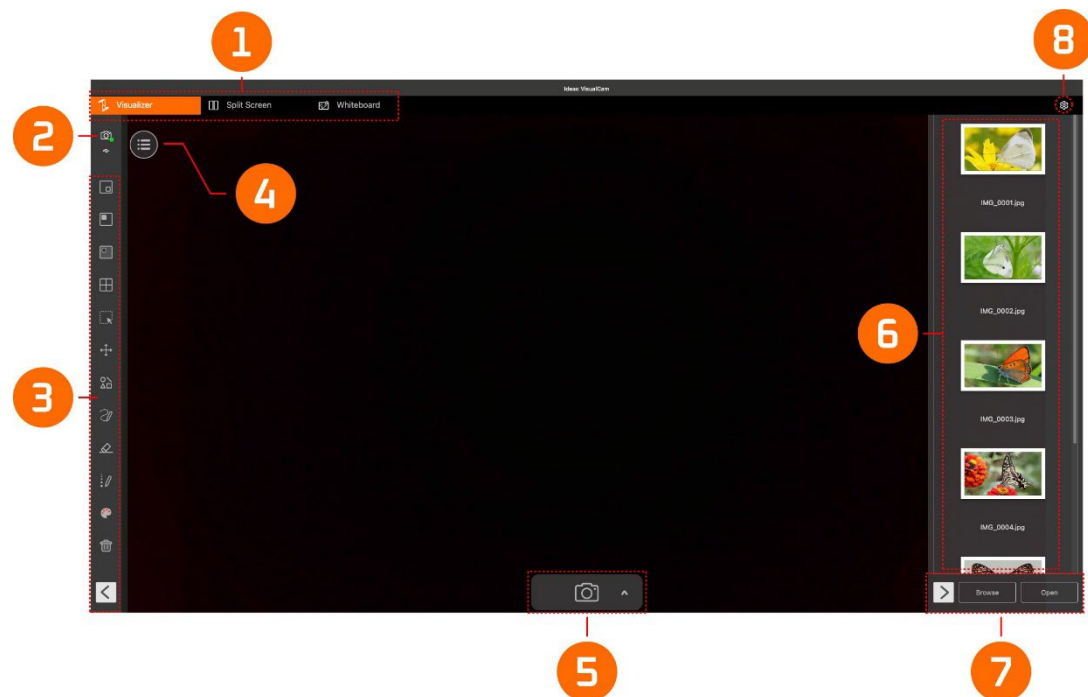 1
8
Ideao VisualCam
Visualizer
Split Screen
Whiteboard
2
4
IMG_0001.jpg
IMG_0002.jpg
6
IMG_0003.jpg
3
IMG_0004.jpg
Browse
Open
5
7